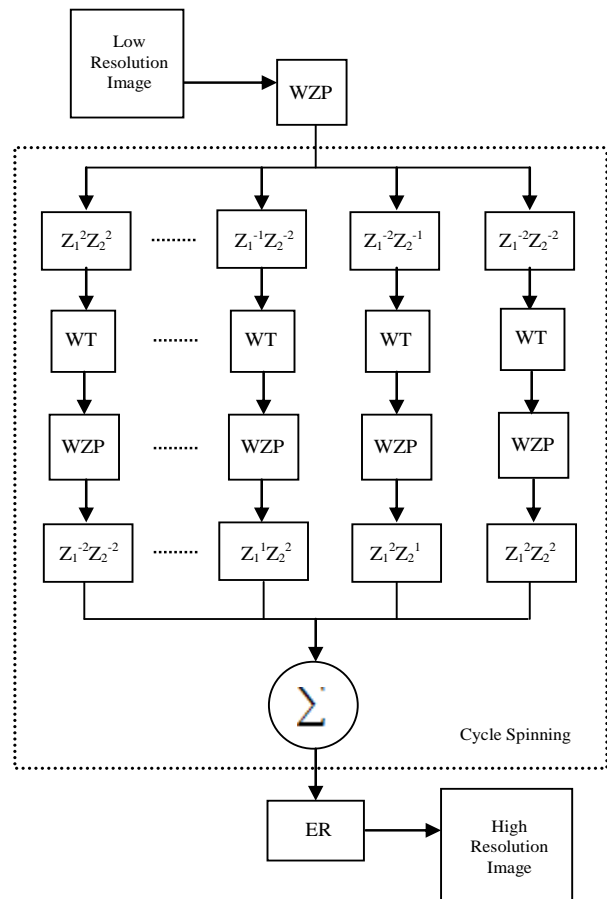 Low
Resolution
Image
WZP
Z₁²Z₂² ........ Z₁⁻¹Z₂⁻² Z₁⁻²Z₂⁻¹ Z₁⁻²Z₂⁻²
WT ........ WT WT WT
WZP ........ WZP WZP WZP
Z₁⁻²Z₂⁻² ........ Z₁¹Z₂² Z₁²Z₂¹ Z₁²Z₂²
∑
Cycle Spinning
ER
High
Resolution
Image